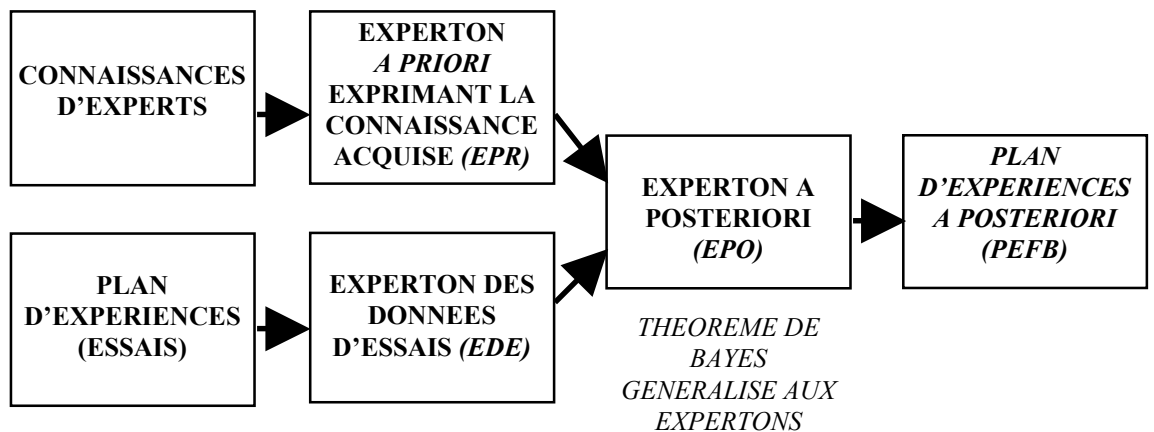 CONNAISSANCES
D’EXPERTS
EXPERTON
A PRIORI
EXPRIMANT LA
CONNAISSANCE
ACQUISE (EPR)
PLAN
D’EXPERIENCES
(ESSAIS)
EXPERTON DES
DONNEES
D’ESSAIS (EDE)
EXPERTON A
POSTERIORI
(EPO)
THEOREME DE
BAYES
GENERALISE AUX
EXPERTONS
PLAN
D’EXPERIENCES
A POSTERIORI
(PEFB)